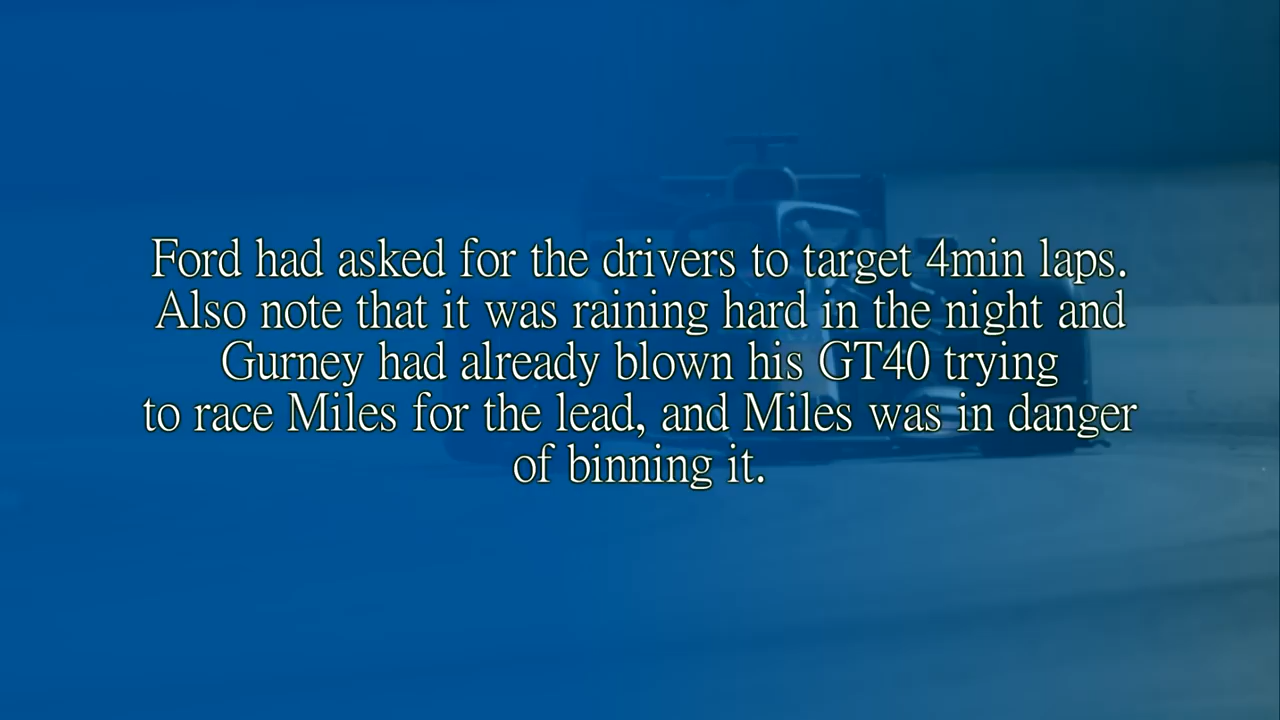 Ford had asked for the drivers to target 4min laps.
Also note that it was raining hard in the night and
Gurney had already blown his GT40 trying
to race Miles for the lead, and Miles was in danger
of binning it.